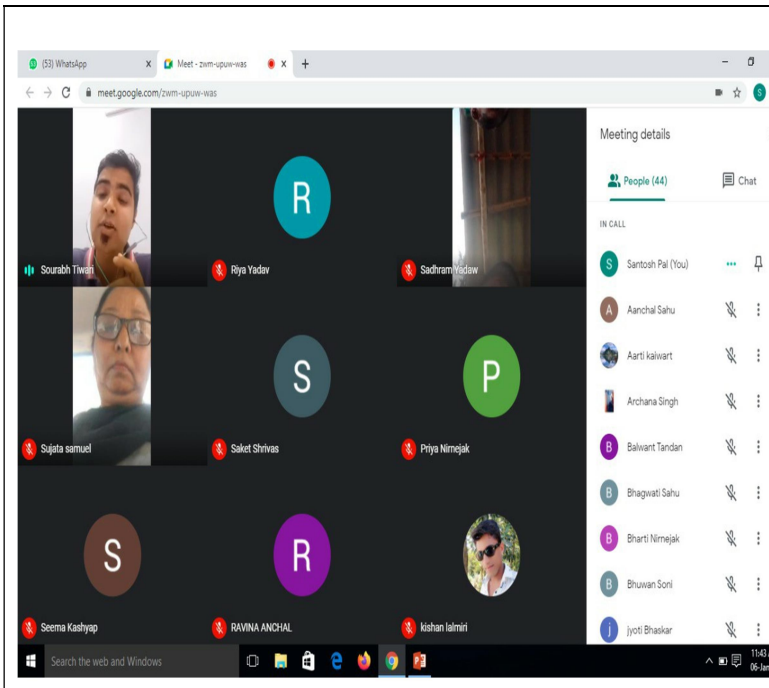 (53) WhatsApp
Meet - zwm-upuw-was
meet.google.com/zwm-upuw-was
S
Sourabh Tiwari
R
Riya Yadav
Sadhram Yadaw
Sujata samuel
S
Saket Shrivas
P
Priya Nirnejak
S
Seema Kashyap
R
RAVINA ANCHAL
kishan lalmiri
Meeting details
People (44)
Chat
IN CALL
S Santosh Pal (You)
A Aanchal Sahu
Aarti kaiwart
Archana Singh
B Balwant Tandan
B Bhagwati Sahu
B Bharti Nirnejak
B Bhuwan Soni
j jyoti Bhaskar
Search the web and Windows
11:43
06-Jan